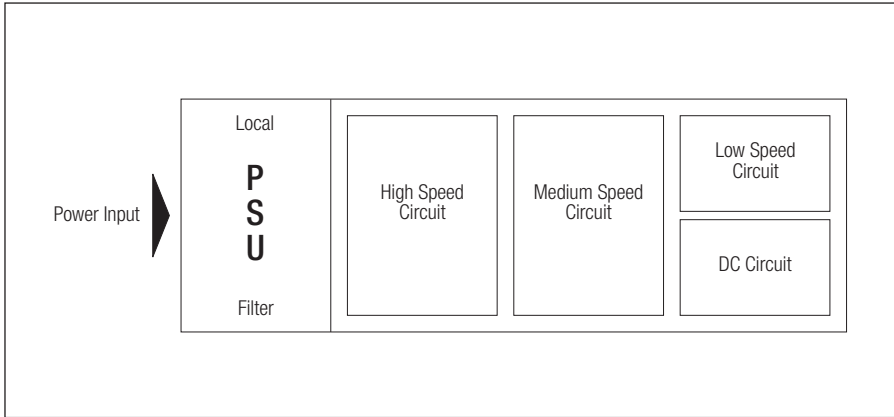 Power Input
Local
P
S
U
Filter
High Speed
Circuit
Medium Speed
Circuit
Low Speed
Circuit
DC Circuit